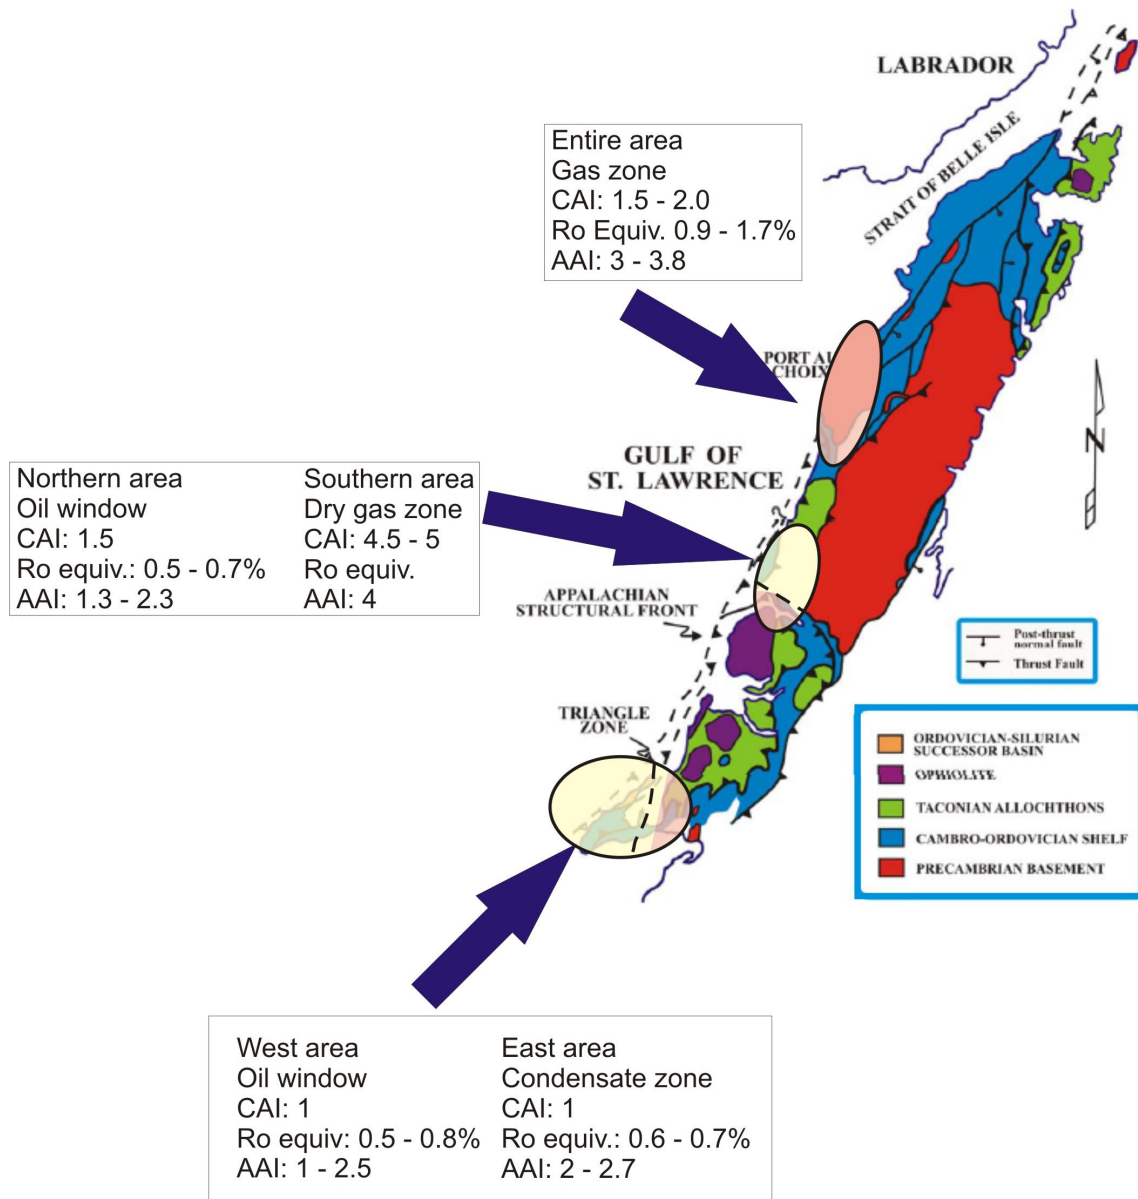 LABRADOR
STRAIT OF BELLE ISLE
Entire area
Gas zone
CAI: 1.5 - 2.0
Ro Equiv. 0.9 - 1.7%
AAI: 3 - 3.8
PORT AU
CHOIX
GULF OF
ST. LAWRENCE
N
Northern area
Oil window
CAI: 1.5
Ro equiv.: 0.5 - 0.7%
AAI: 1.3 - 2.3
Southern area
Dry gas zone
CAI: 4.5 - 5
Ro equiv.
AAI: 4
APPALACHIAN
STRUCTURAL FRONT
Post-thrust
normal fault
Thrust Fault
TRIANGLE
ZONE
ORDOVICIAN-SILURIAN
SUCCESSOR BASIN
OPHIOLITE
TACONIAN ALLOCHTHONS
CAMBRO-ORDOVICIAN SHELF
PRECAMBRIAN BASEMENT
West area
Oil window
CAI: 1
Ro equiv: 0.5 - 0.8%
AAI: 1 - 2.5
East area
Condensate zone
CAI: 1
Ro equiv.: 0.6 - 0.7%
AAI: 2 - 2.7